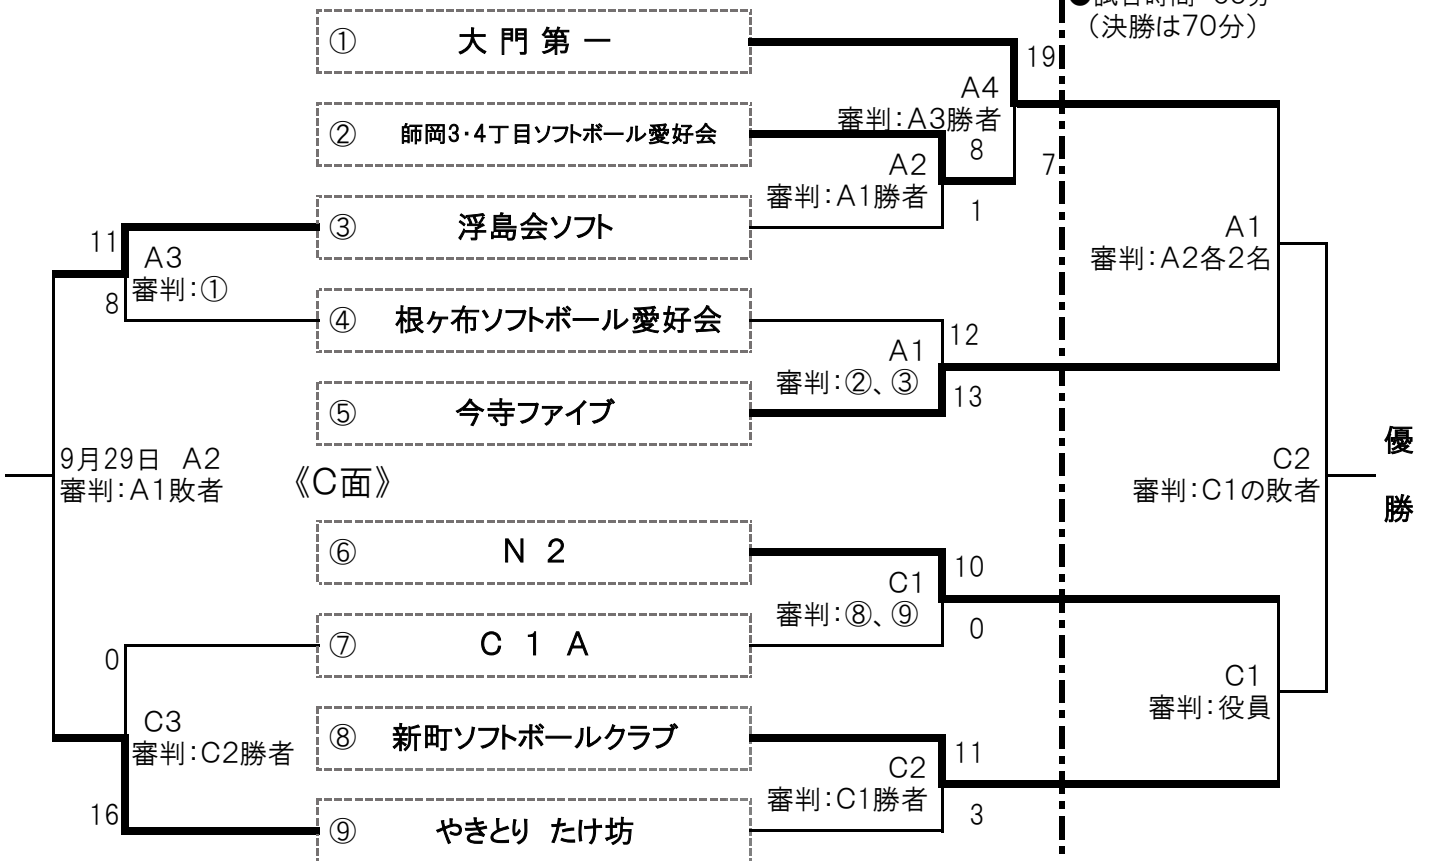 （決勝は70分）
① 大 門 第 一
19
A4
審判：A3勝者
② 師岡3・4丁目ソフトボール愛好会
8
7
A2
審判：A1勝者
1
③ 浮島会ソフト
11
A3
審判：①
8
A1
審判：A2各2名
④ 根ヶ布ソフトボール愛好会
12
A1
審判：②、③
13
⑤ 今寺ファイブ
9月29日 A2
審判：A1敗者
《C面》
C2
審判：C1の敗者
優
勝
⑥ N 2
10
C1
審判：⑧、⑨
0
⑦ C 1 A
0
C3
審判：C2勝者
16
C1
審判：役員
⑧ 新町ソフトボールクラブ
11
C2
審判：C1勝者
3
⑨ やきとり たけ坊